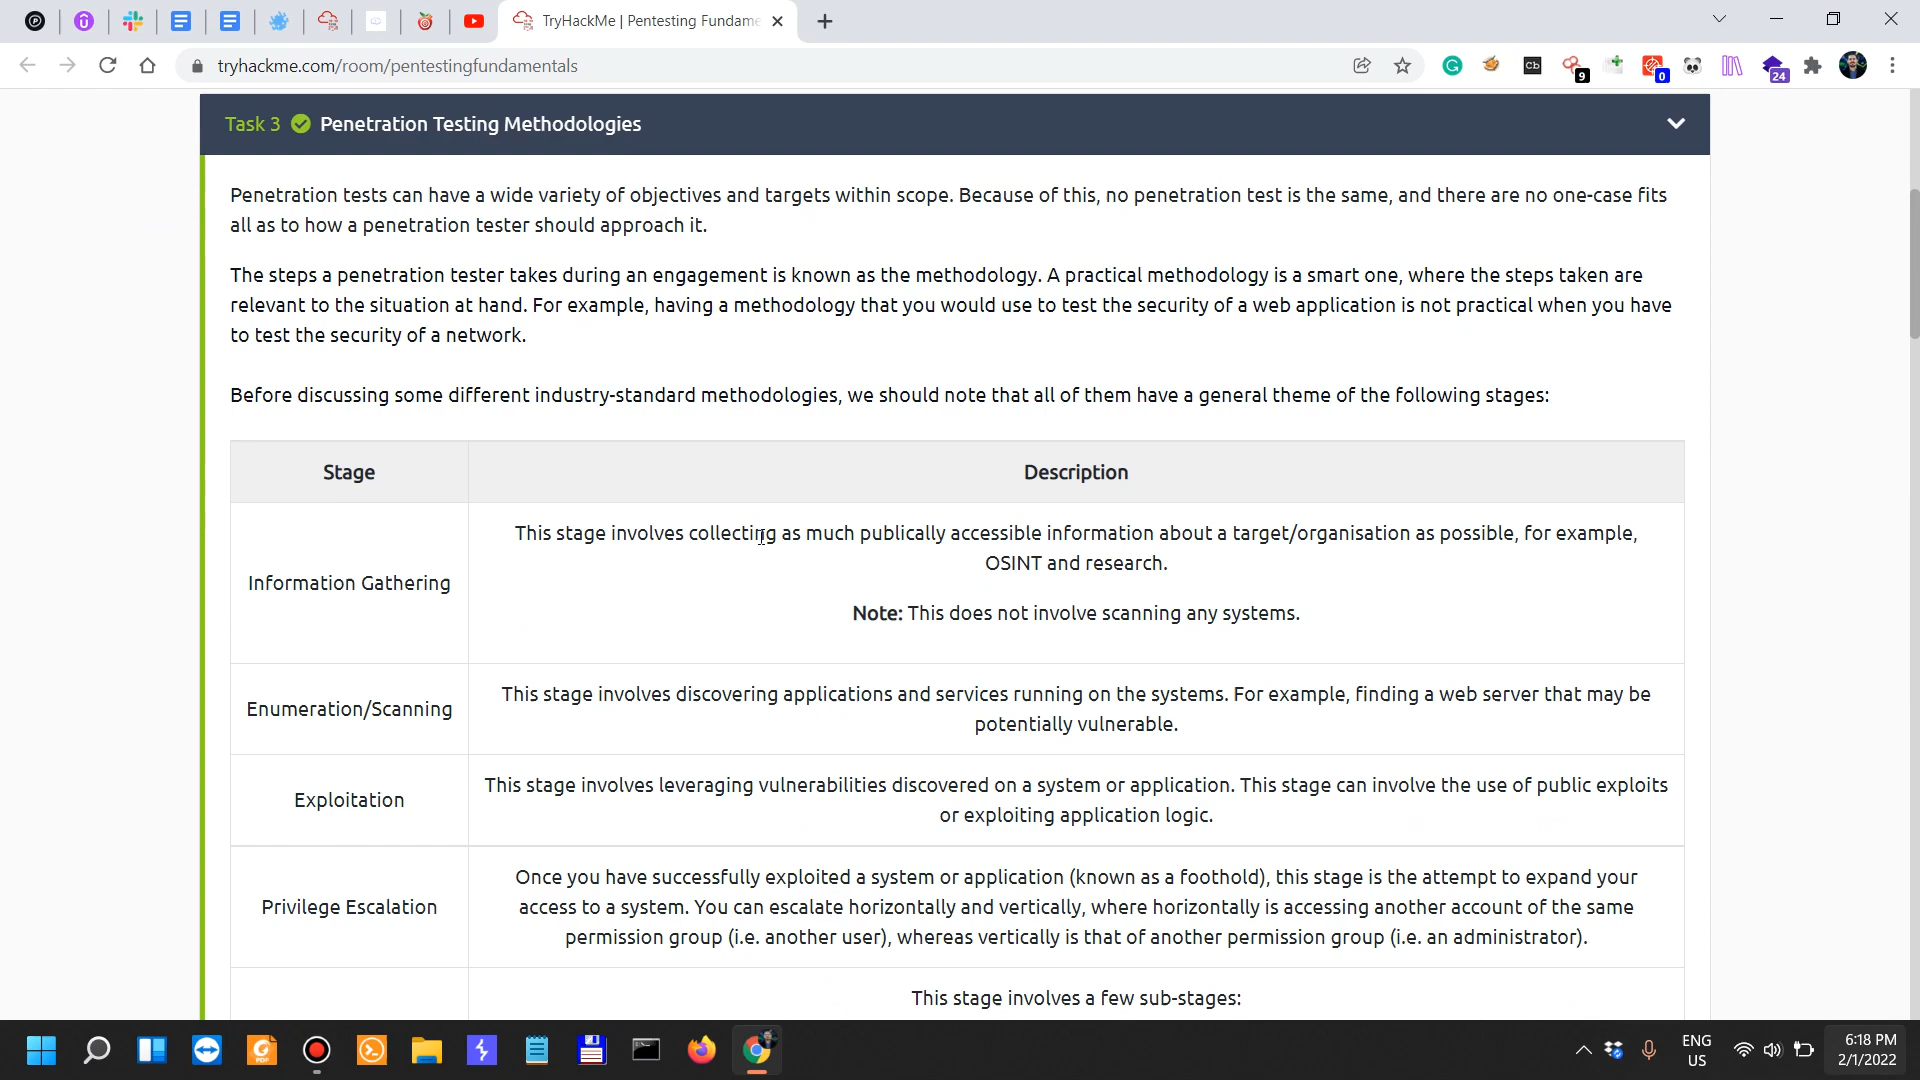 TryHackMe | Pentesting Fundame
tryhackme.com/room/pentestingfundamentals
Cb
9
0
24
Task 3 Penetration Testing Methodologies
Penetration tests can have a wide variety of objectives and targets within scope. Because of this, no penetration test is the same, and there are no one-case fits
all as to how a penetration tester should approach it.
The steps a penetration tester takes during an engagement is known as the methodology. A practical methodology is a smart one, where the steps taken are
relevant to the situation at hand. For example, having a methodology that you would use to test the security of a web application is not practical when you have
to test the security of a network.
Before discussing some different industry-standard methodologies, we should note that all of them have a general theme of the following stages:
Stage
Description
Information Gathering
This stage involves collecting as much publically accessible information about a target/organisation as possible, for example,
OSINT and research.
Note: This does not involve scanning any systems.
Enumeration/Scanning
This stage involves discovering applications and services running on the systems. For example, finding a web server that may be
potentially vulnerable.
Exploitation
This stage involves leveraging vulnerabilities discovered on a system or application. This stage can involve the use of public exploits
or exploiting application logic.
Privilege Escalation
Once you have successfully exploited a system or application (known as a foothold), this stage is the attempt to expand your
access to a system. You can escalate horizontally and vertically, where horizontally is accessing another account of the same
permission group (i.e. another user), whereas vertically is that of another permission group (i.e. an administrator).
This stage involves a few sub-stages:
PDF
ENG
US
6:18 PM
2/1/2022